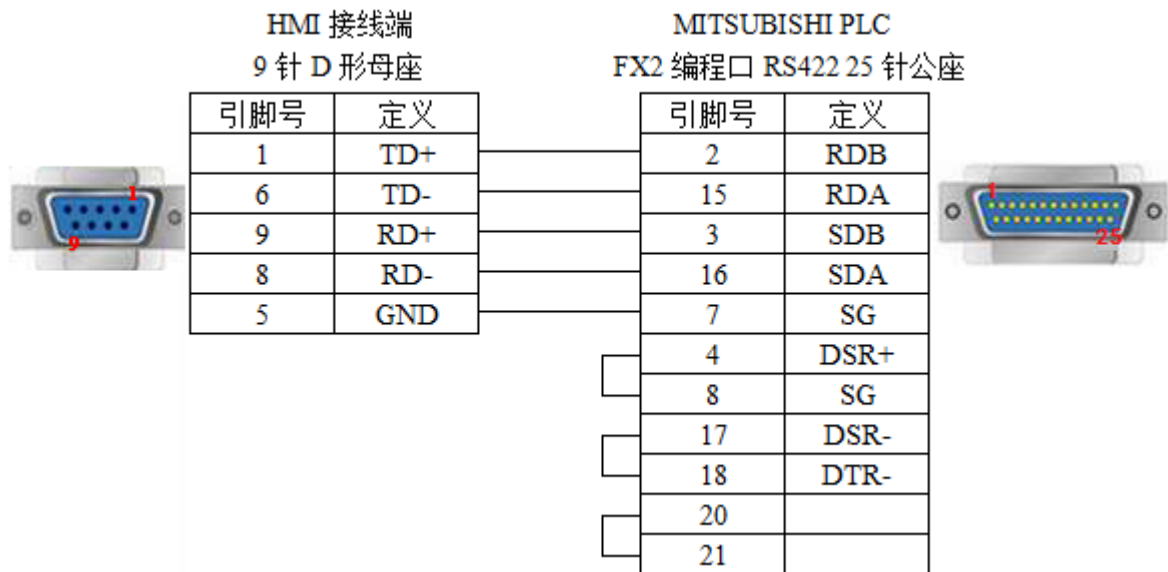 HMI 接线端
9 针 D 形母座
引脚号 定义
1 TD+
6 TD-
9 RD+
8 RD-
5 GND
1
9
MITSUBISHI PLC
FX2 编程口 RS422 25 针公座
引脚号 定义
2 RDB
15 RDA
3 SDB
16 SDA
7 SG
4 DSR+
8 SG
17 DSR-
18 DTR-
20
21
1
25